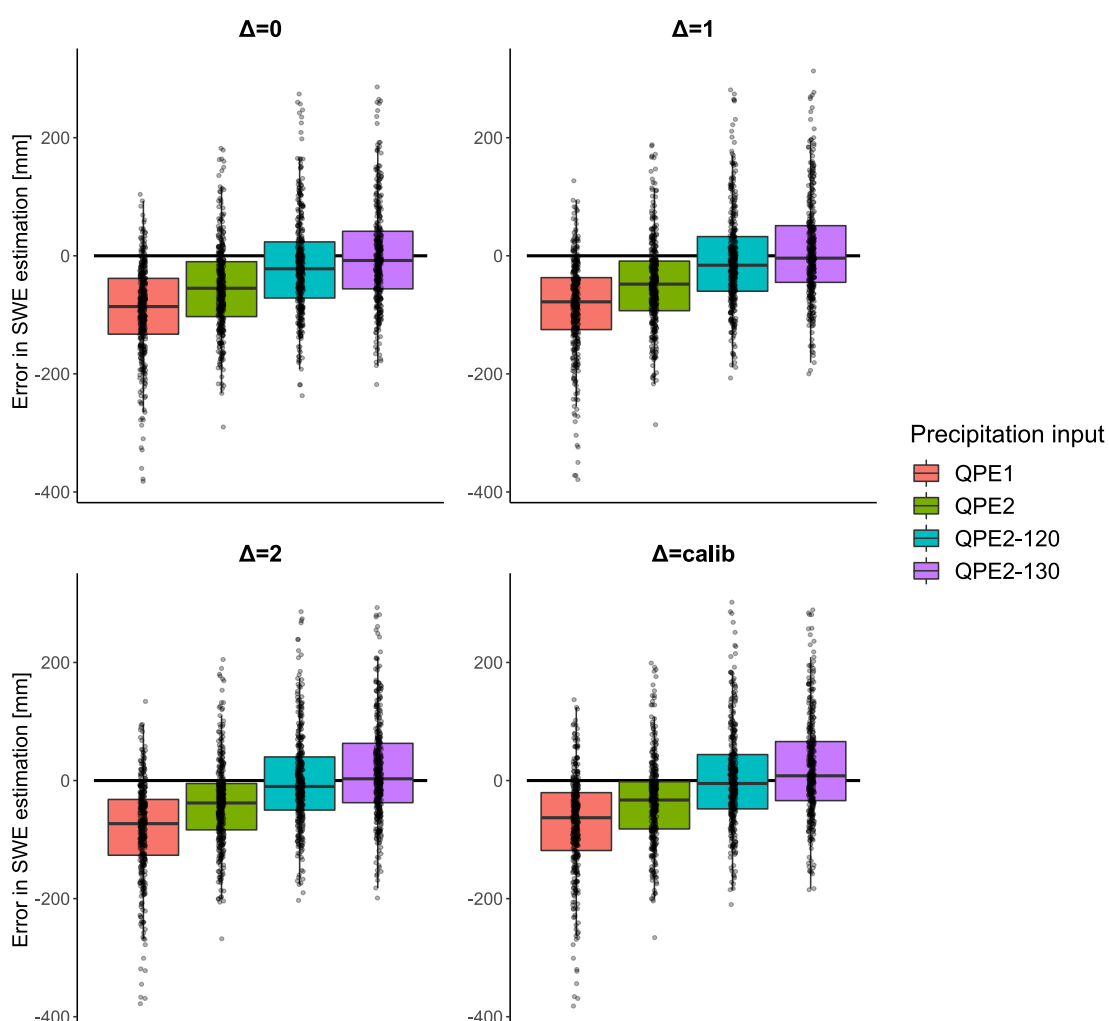 Δ=0
Δ=1
Error in SWE estimation [mm]
200
0
-200
-400
200
0
-200
-400
Precipitation input
QPE1
QPE2
QPE2-120
QPE2-130
Δ=2
Δ=calib
Error in SWE estimation [mm]
200
0
-200
-400
200
0
-200
-400